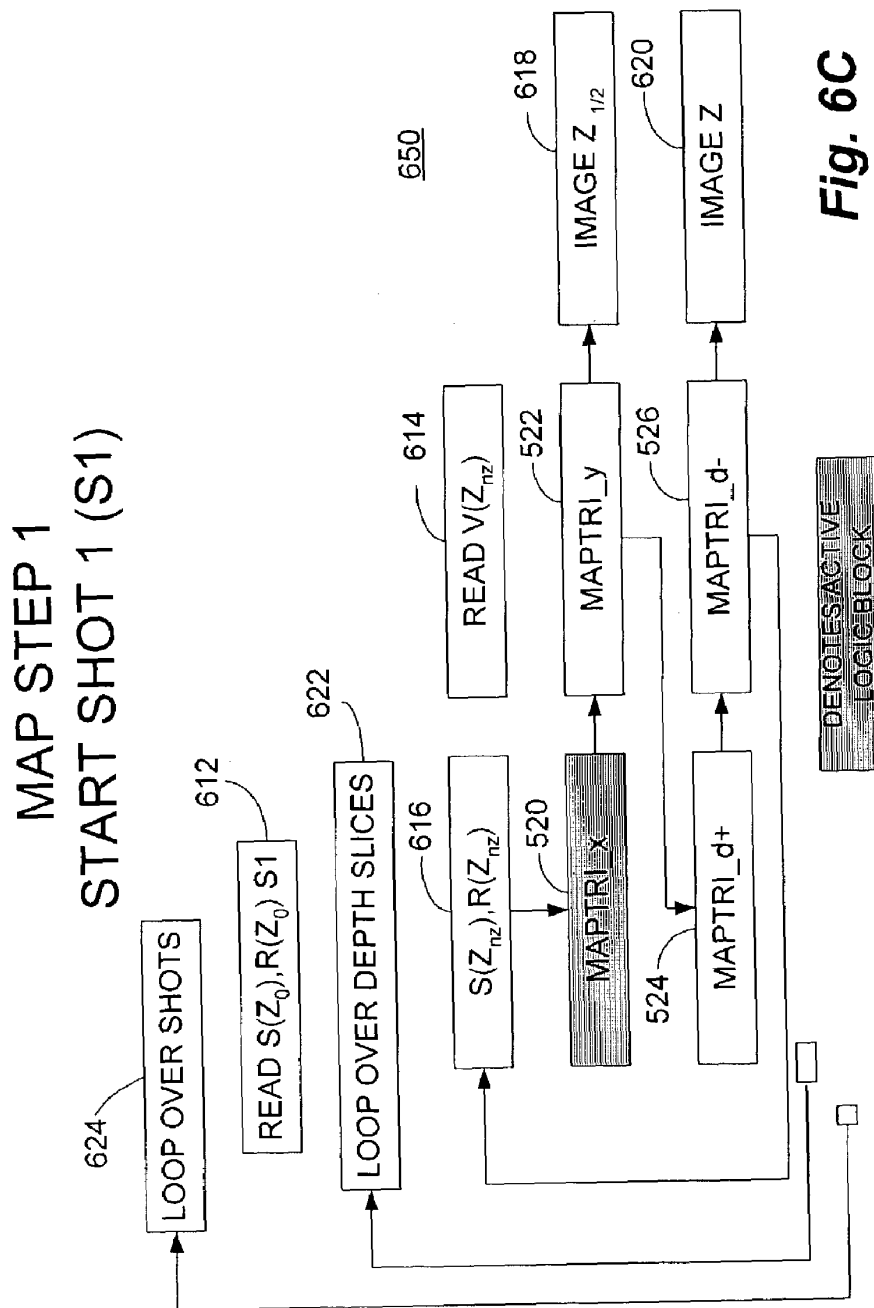 MAP STEP 1
START SHOT 1 (S1)
624
LOOP OVER SHOTS
612
READ S(Z0),R(Z0) S1
622
LOOP OVER DEPTH SLICES
616
S(Znz),R(Znz)
614
READ V(Znz)
650
520
MAPTRI_x
522
MAPTRI_y
618
IMAGE Z 1/2
524
MAPTRI_d+
526
MAPTRI_d-
620
IMAGE Z
DENOTES ACTIVE
LOGIC BLOCK
Fig. 6C